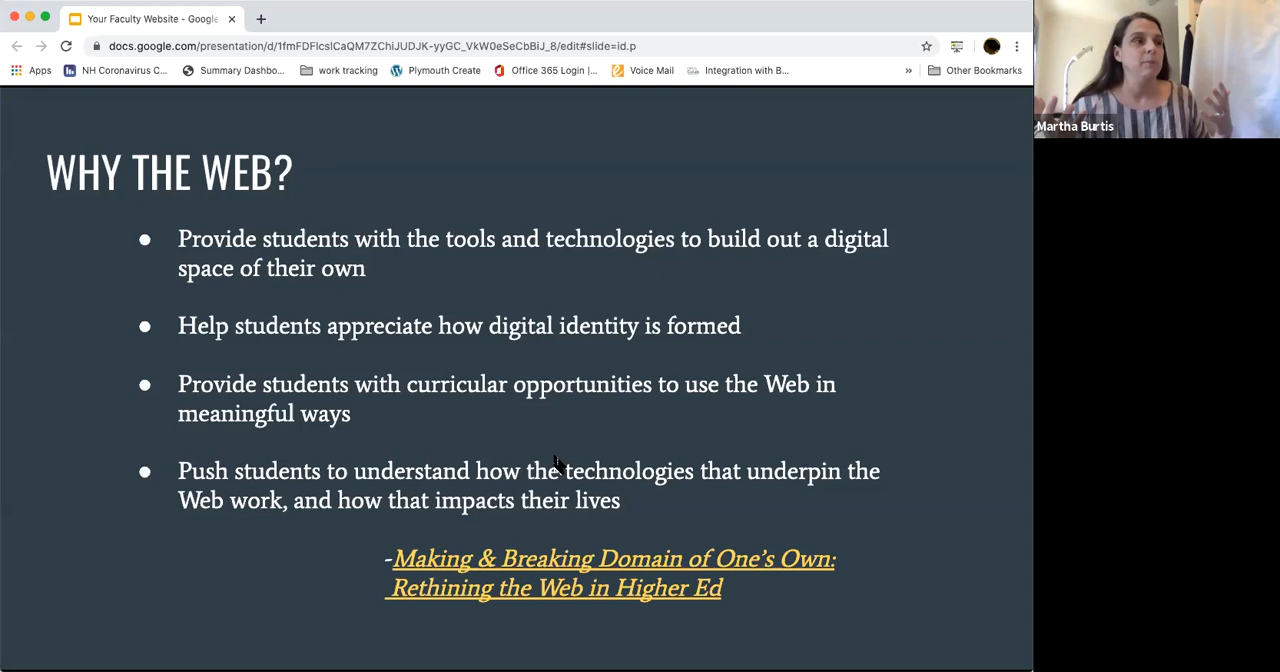 Your Faculty Website - Google
docs.google.com/presentation/d/1fmFDFlcslCaQM7ZChiJUDJK-yyGC_VkW0eSeCbBiJ_8/edit#slide=id.p
Apps NH Coronavirus C... Summary Dashbo... work tracking Plymouth Create Office 365 Login |... Voice Mail Integration with B... » Other Bookmarks
Martha Burtis
WHY THE WEB?
● Provide students with the tools and technologies to build out a digital
space of their own
● Help students appreciate how digital identity is formed
● Provide students with curricular opportunities to use the Web in
meaningful ways
● Push students to understand how the technologies that underpin the
Web work, and how that impacts their lives
-Making & Breaking Domain of One’s Own:
Rethining the Web in Higher Ed